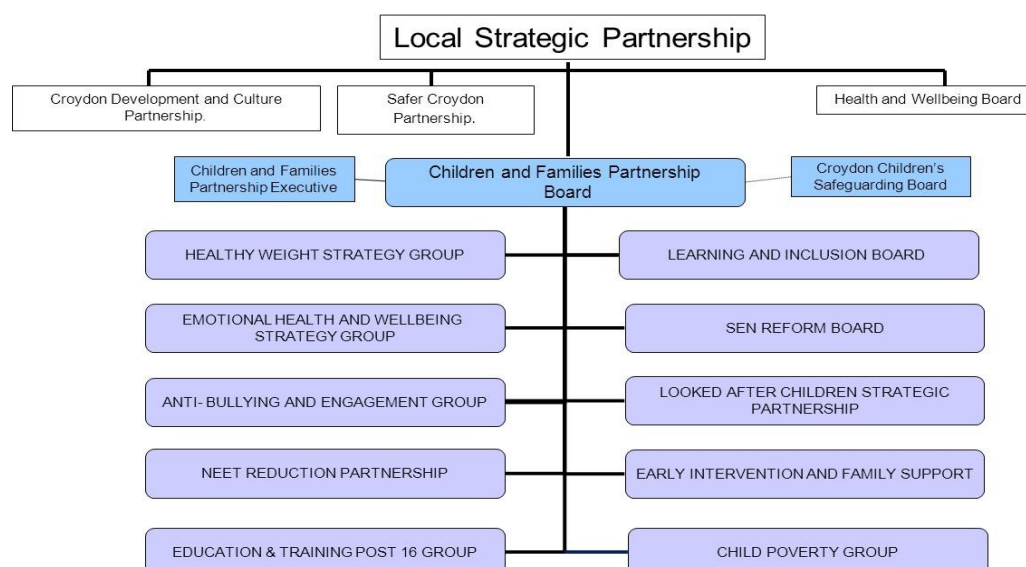 Local Strategic Partnership
Croydon Development and Culture
Partnership.
Safer Croydon
Partnership.
Health and Wellbeing Board
Children and Families
Partnership Executive
Children and Families Partnership
Board
Croydon Children's
Safeguarding Board
HEALTHY WEIGHT STRATEGY GROUP
LEARNING AND INCLUSION BOARD
EMOTIONAL HEALTH AND WELLBEING
STRATEGY GROUP
SEN REFORM BOARD
ANTI- BULLYING AND ENGAGEMENT GROUP
LOOKED AFTER CHILDREN STRATEGIC
PARTNERSHIP
NEET REDUCTION PARTNERSHIP
EARLY INTERVENTION AND FAMILY SUPPORT
EDUCATION & TRAINING POST 16 GROUP
CHILD POVERTY GROUP